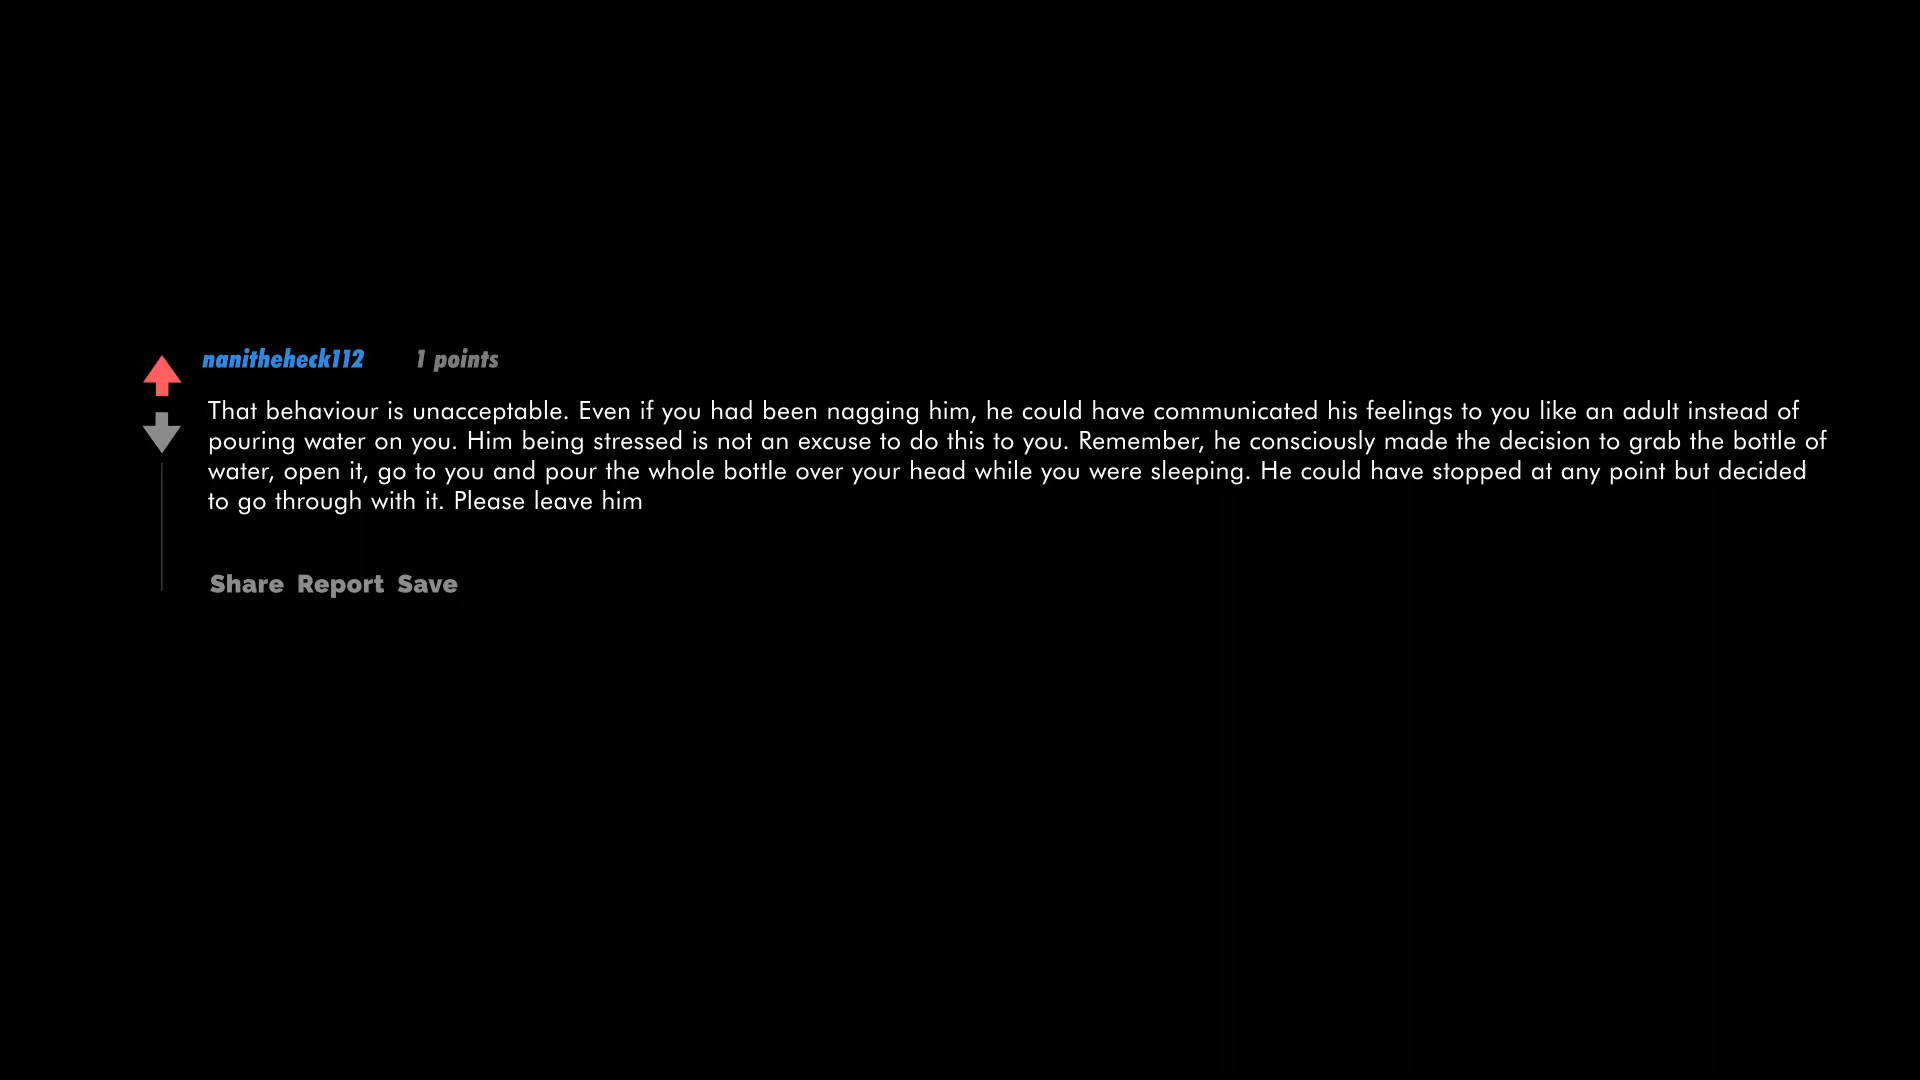 nanitheheck112 1 points
That behaviour is unacceptable. Even if you had been nagging him, he could have communicated his feelings to you like an adult instead of
pouring water on you. Him being stressed is not an excuse to do this to you. Remember, he consciously made the decision to grab the bottle of
water, open it, go to you and pour the whole bottle over your head while you were sleeping. He could have stopped at any point but decided
to go through with it. Please leave him
Share Report Save